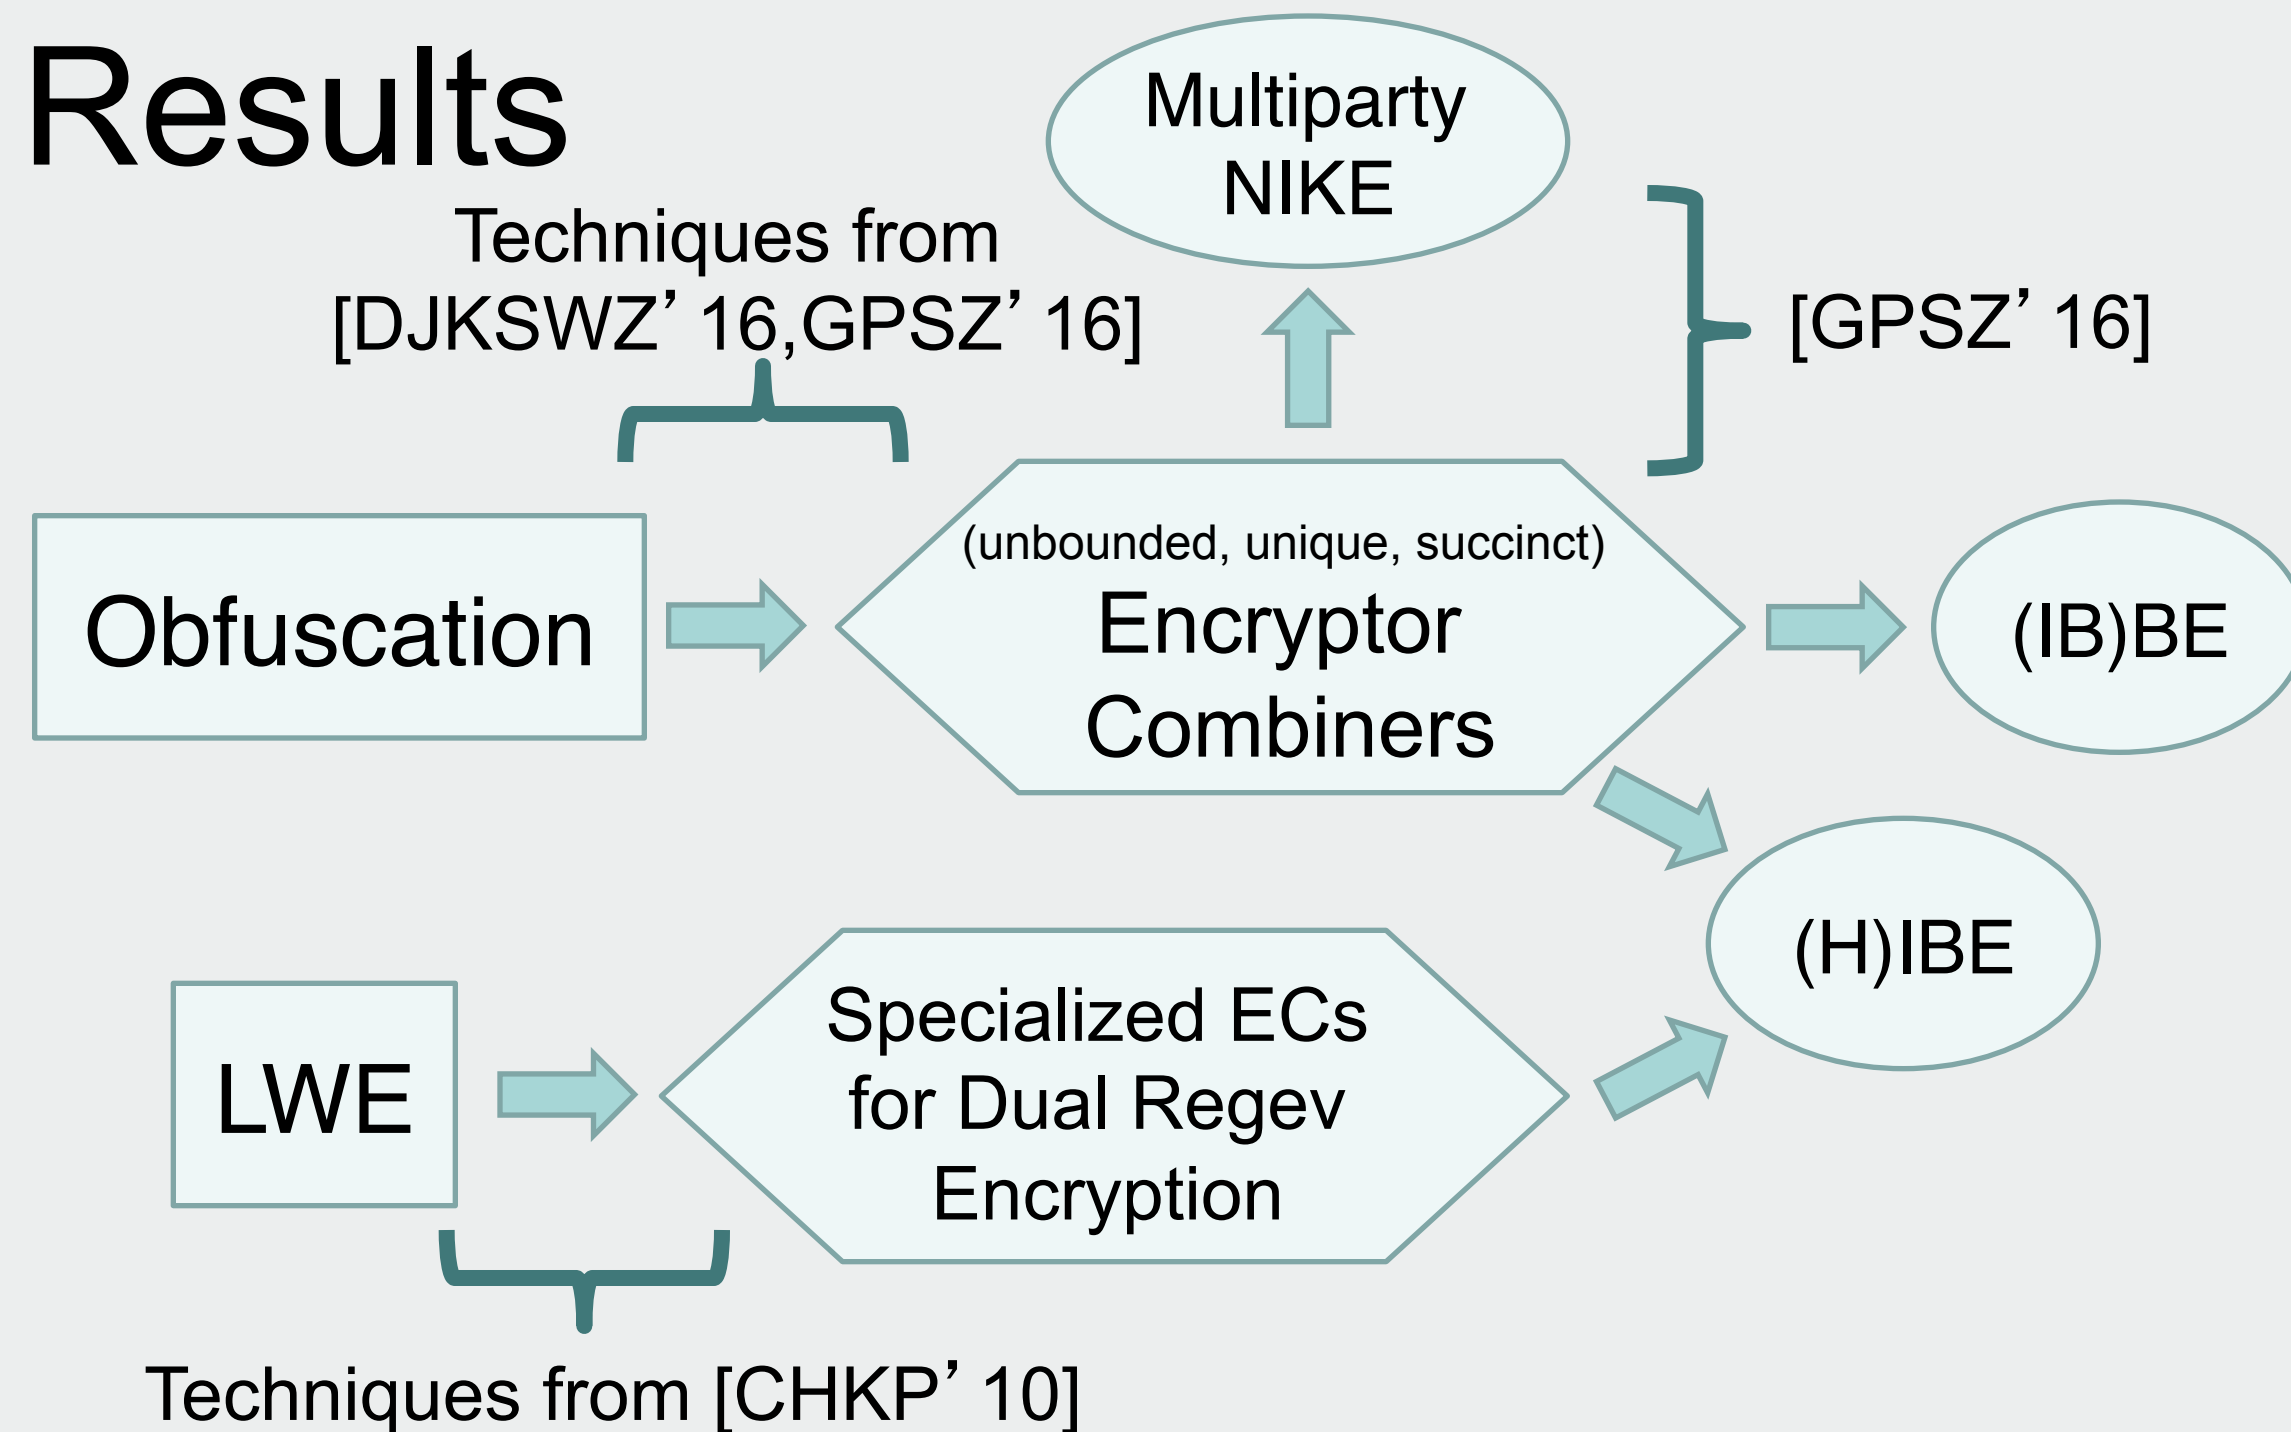 Results
Multiparty
NIKE
Techniques from
[DJKSWZ’ 16,GPSZ’ 16]
[GPSZ’ 16]
Obfuscation
(unbounded, unique, succinct)
Encryptor
Combiners
(IB)BE
(H)IBE
LWE
Specialized ECs
for Dual Regev
Encryption
Techniques from [CHKP’ 10]